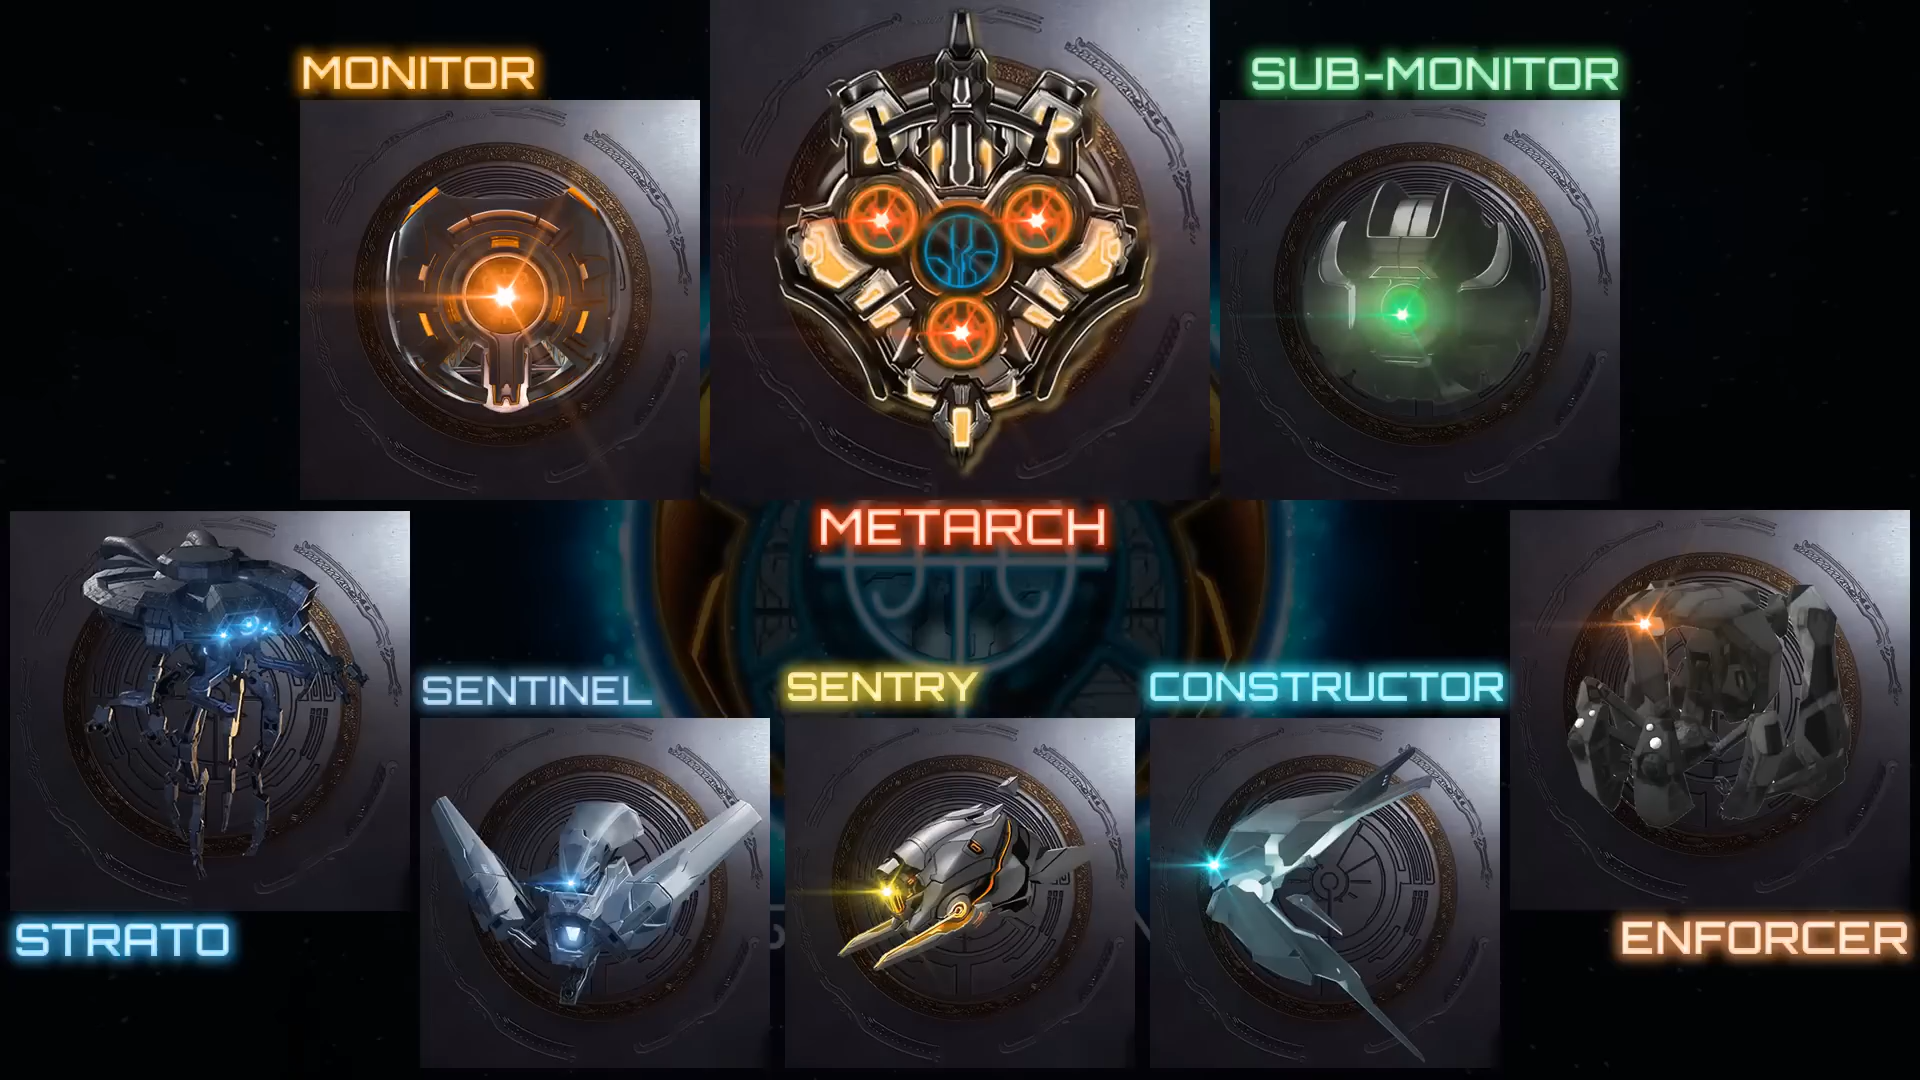 MONITOR
SUB-MONITOR
METARCH
STRATO
SENTINEL
SENTRY
CONSTRUCTOR
ENFORCER